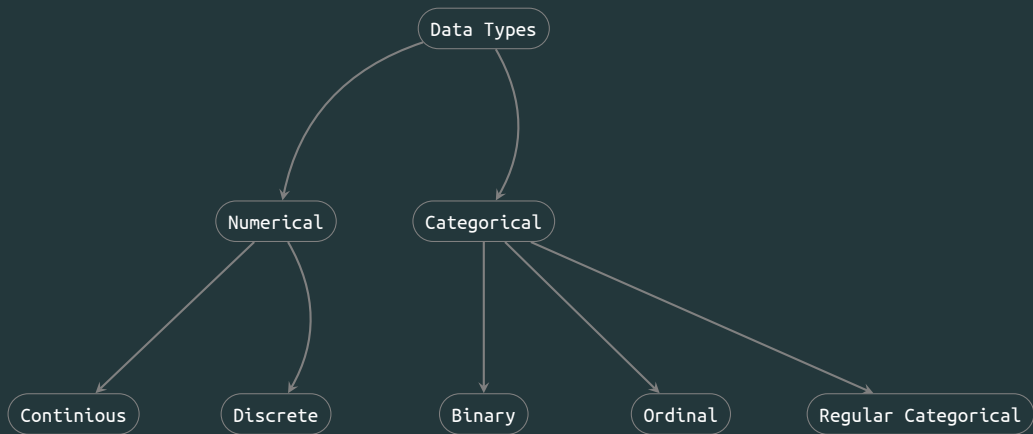 Data Types
Numerical
Categorical
Continious
Discrete
Binary
Ordinal
Regular Categorical